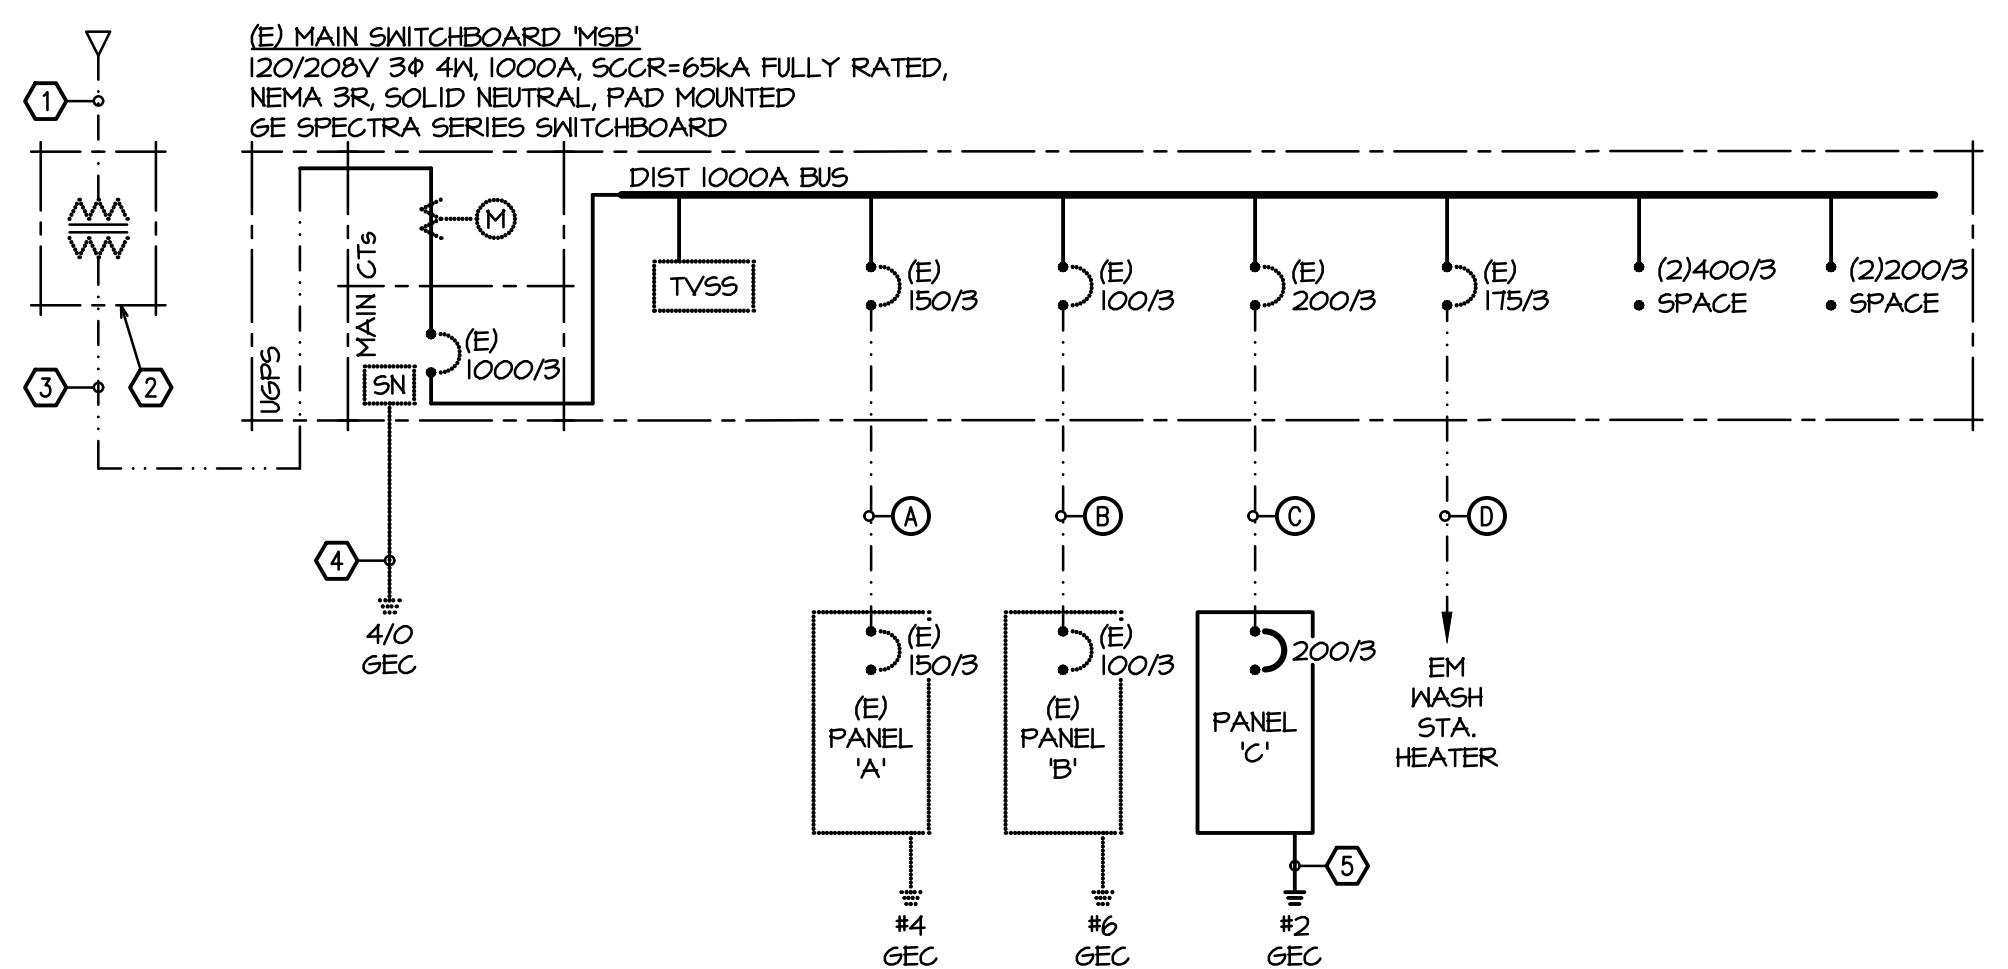 (E) MAIN SWITCHBOARD 'MSB'
120/208V 3Φ 4W, 1000A, SCCR=65kA FULLY RATED,
NEMA 3R, SOLID NEUTRAL, PAD MOUNTED
GE SPECTRA SERIES SWITCHBOARD
1
2
3
UGPS
MAIN CTs
M
(E)
1000/3
SN
4
4/0
GEC
DIST 1000A BUS
TVSS
(E)
150/3
(E)
100/3
(E)
200/3
(E)
175/3
(2)400/3
SPACE
(2)200/3
SPACE
A
B
C
D
(E)
150/3
(E)
PANEL
'A'
#4
GEC
(E)
100/3
(E)
PANEL
'B'
#6
GEC
200/3
PANEL
'C'
5
#2
GEC
EM
WASH
STA.
HEATER